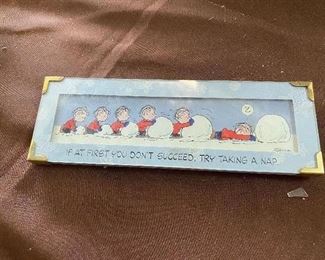 Z
IF AT FIRST YOU DON'T SUCCEED, TRY TAKING A NAP